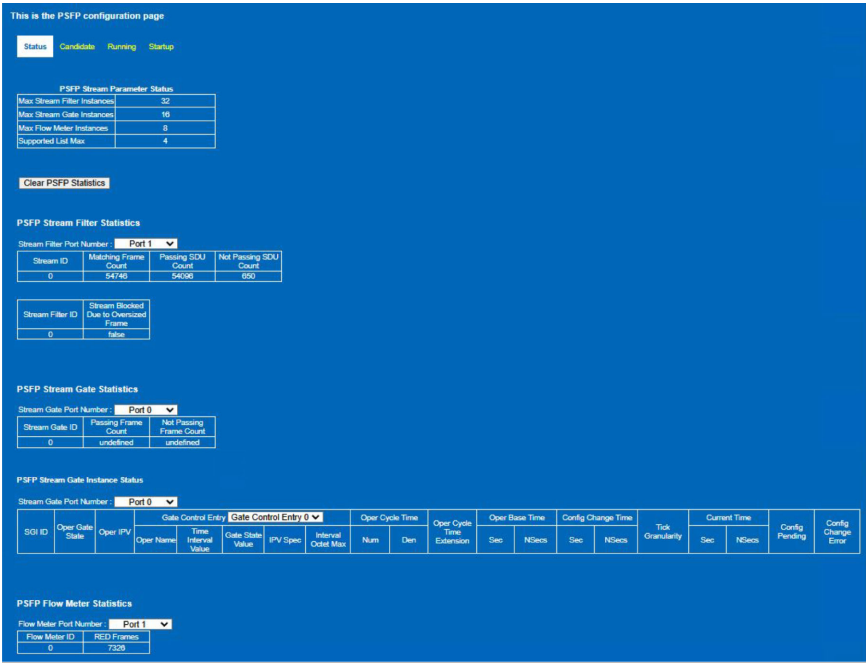 This is the PSFP configuration page
Status Candidate Running Startup
PSFP Stream Parameter Status
Max Stream Filter Instances 32
Max Stream Gate Instances 16
Max Flow Meter Instances 8
Supported List Max 4
Clear PSFP Statistics
PSFP Stream Filter Statistics
Stream Filter Port Number : Port 1
Stream ID Matching Frame Count Passing SDU Count Not Passing SDU Count
0 54746 54096 650
Stream Filter ID Stream Blocked Due to Oversized Frame
0 false
PSFP Stream Gate Statistics
Stream Gate Port Number : Port 0
Stream Gate ID Passing Frame Count Not Passing Frame Count
0 undefined undefined
PSFP Stream Gate Instance Status
Stream Gate Port Number : Port 0
SGI ID Oper Gate State Oper IPV Gate Control Entry Gate Control Entry 0 Oper Cycle Time Oper Cycle Time Extension Oper Base Time Config Change Time Tick Granularity Current Time Config Pending Config Change Error
Oper Name Time Interval Value Gate State Value IPV Spec Interval Octet Max Num Den Sec NSecs Sec NSecs Sec NSecs
PSFP Flow Meter Statistics
Flow Meter Port Number : Port 1
Flow Meter ID RED Frames
0 7326